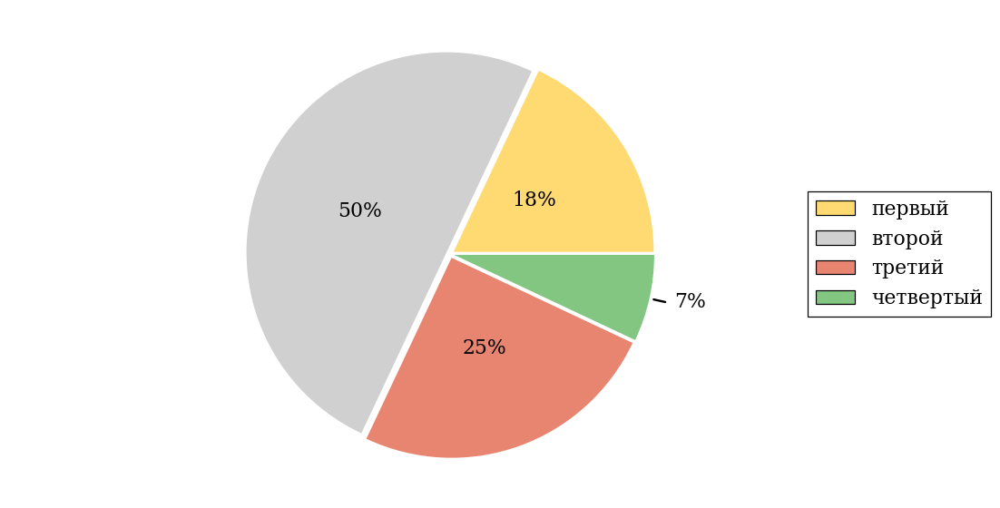 18%
50%
25%
7%
первый
второй
третий
четвертый